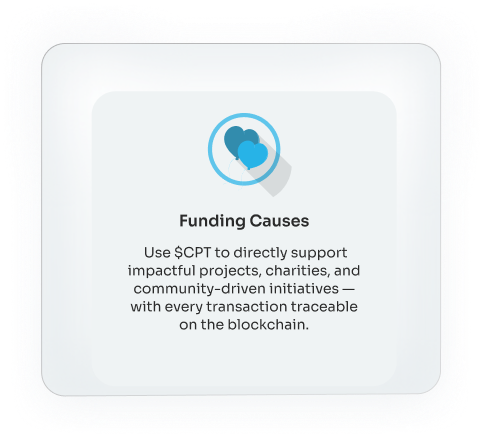 Funding Causes
Use $CPT to directly support
impactful projects, charities, and
community-driven initiatives —
with every transaction traceable
on the blockchain.